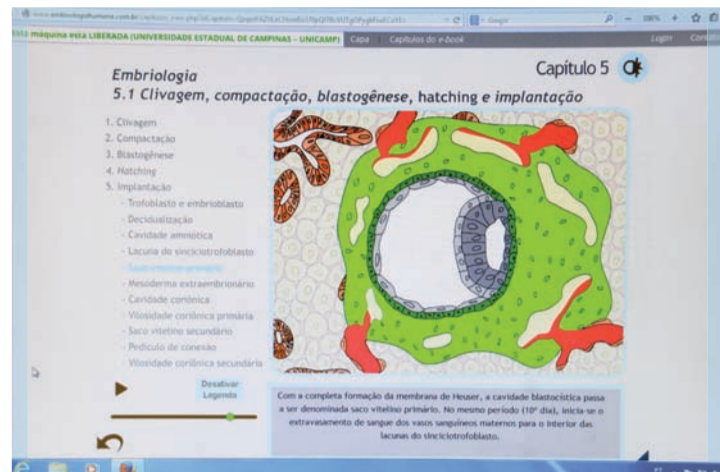 Esta máquina esta LIBERADA (UNIVERSIDADE ESTADUAL DE CAMPINAS - UNICAMP)
Capa
Capítulos do e-book
Login
Capítulo 5
Embriologia
5.1 Clivagem, compactação, blastogênese, hatching e implantação
1. Clivagem
2. Compactação
3. Blastogênese
4. Hatching
5. Implantação
- Trofoblasto e embrioblasto
- Decidualização
- Cavidade amniótica
- Lacuna do sinciciotrofoblasto
- Saco vitelino primário
- Mesoderma extraembrionário
- Cavidade coriônica
- Vilosidade coriônica primária
- Saco vitelino secundário
- Pedículo de conexão
- Vilosidade coriônica secundária
Desativar
Legenda
Com a completa formação da membrana de Heuser, a cavidade blastocística passa
a ser denominada saco vitelino primário. No mesmo período (10º dia), inicia-se o
extravasamento de sangue dos vasos sanguíneos maternos para o interior das
lacunas do sinciciotrofoblasto.